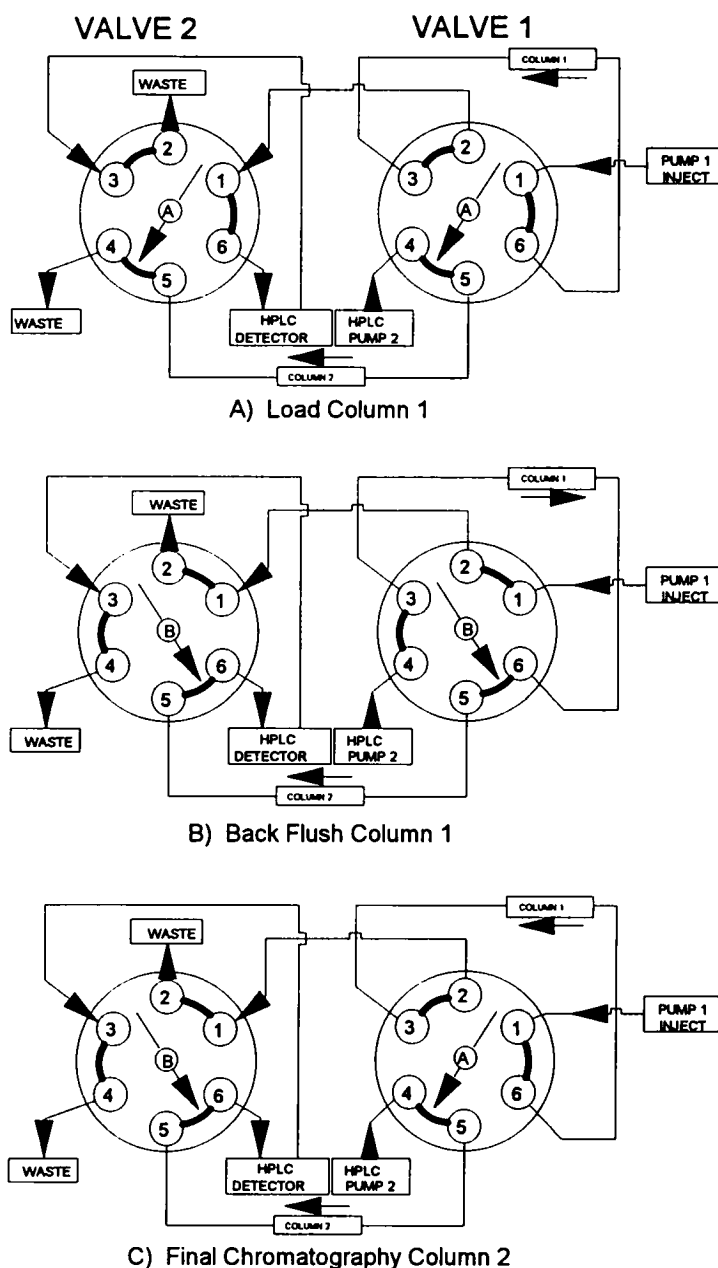 VALVE 2
VALVE 1
COLUMN 1
WASTE
2
3
1
A
4
6
5
WASTE
HPLC
DETECTOR
2
3
1
A
4
6
5
PUMP 1
INJECT
HPLC
PUMP 2
COLUMN 2
A) Load Column 1
COLUMN 1
WASTE
2
3
1
B
4
6
5
WASTE
HPLC
DETECTOR
2
3
1
B
4
6
5
PUMP 1
INJECT
HPLC
PUMP 2
COLUMN 2
B) Back Flush Column 1
COLUMN 1
WASTE
2
3
1
B
4
6
5
WASTE
HPLC
DETECTOR
2
3
1
A
4
6
5
PUMP 1
INJECT
HPLC
PUMP 2
COLUMN 2
C) Final Chromatography Column 2